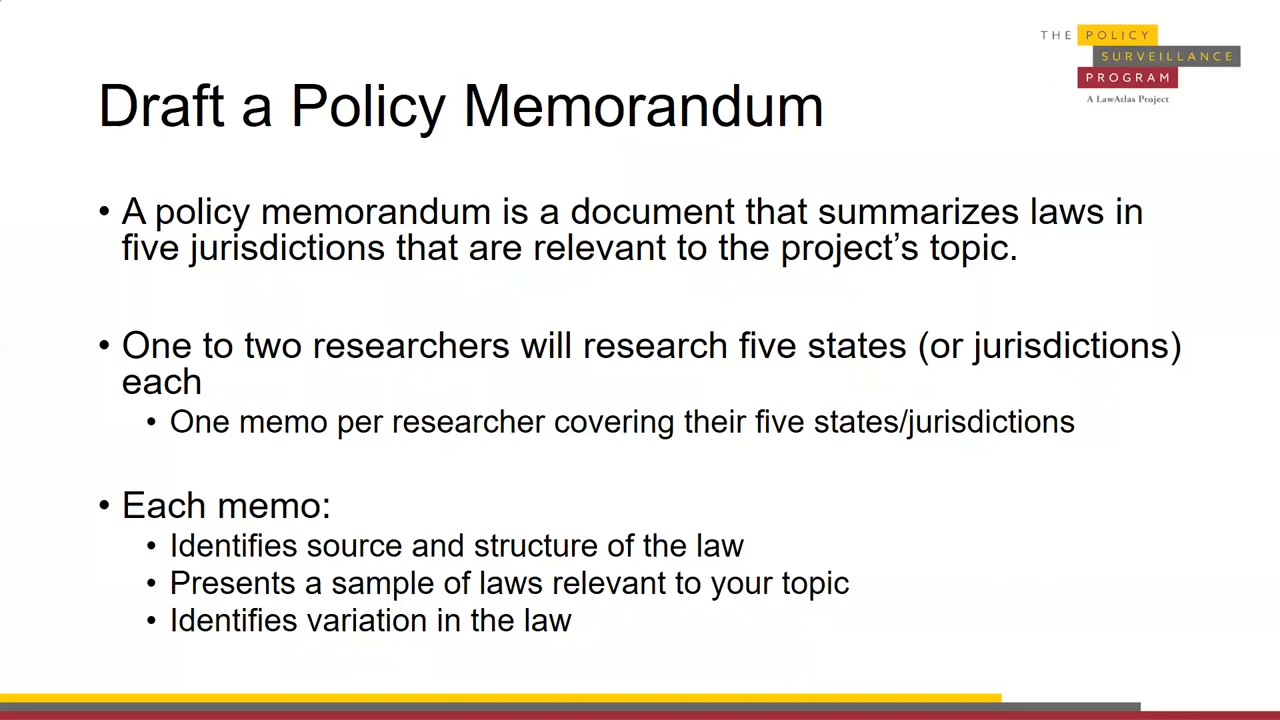 THE POLICY
SURVEILLANCE
PROGRAM
A LawAtlas Project
Draft a Policy Memorandum
• A policy memorandum is a document that summarizes laws in
five jurisdictions that are relevant to the project’s topic.
• One to two researchers will research five states (or jurisdictions)
each
• One memo per researcher covering their five states/jurisdictions
• Each memo:
• Identifies source and structure of the law
• Presents a sample of laws relevant to your topic
• Identifies variation in the law